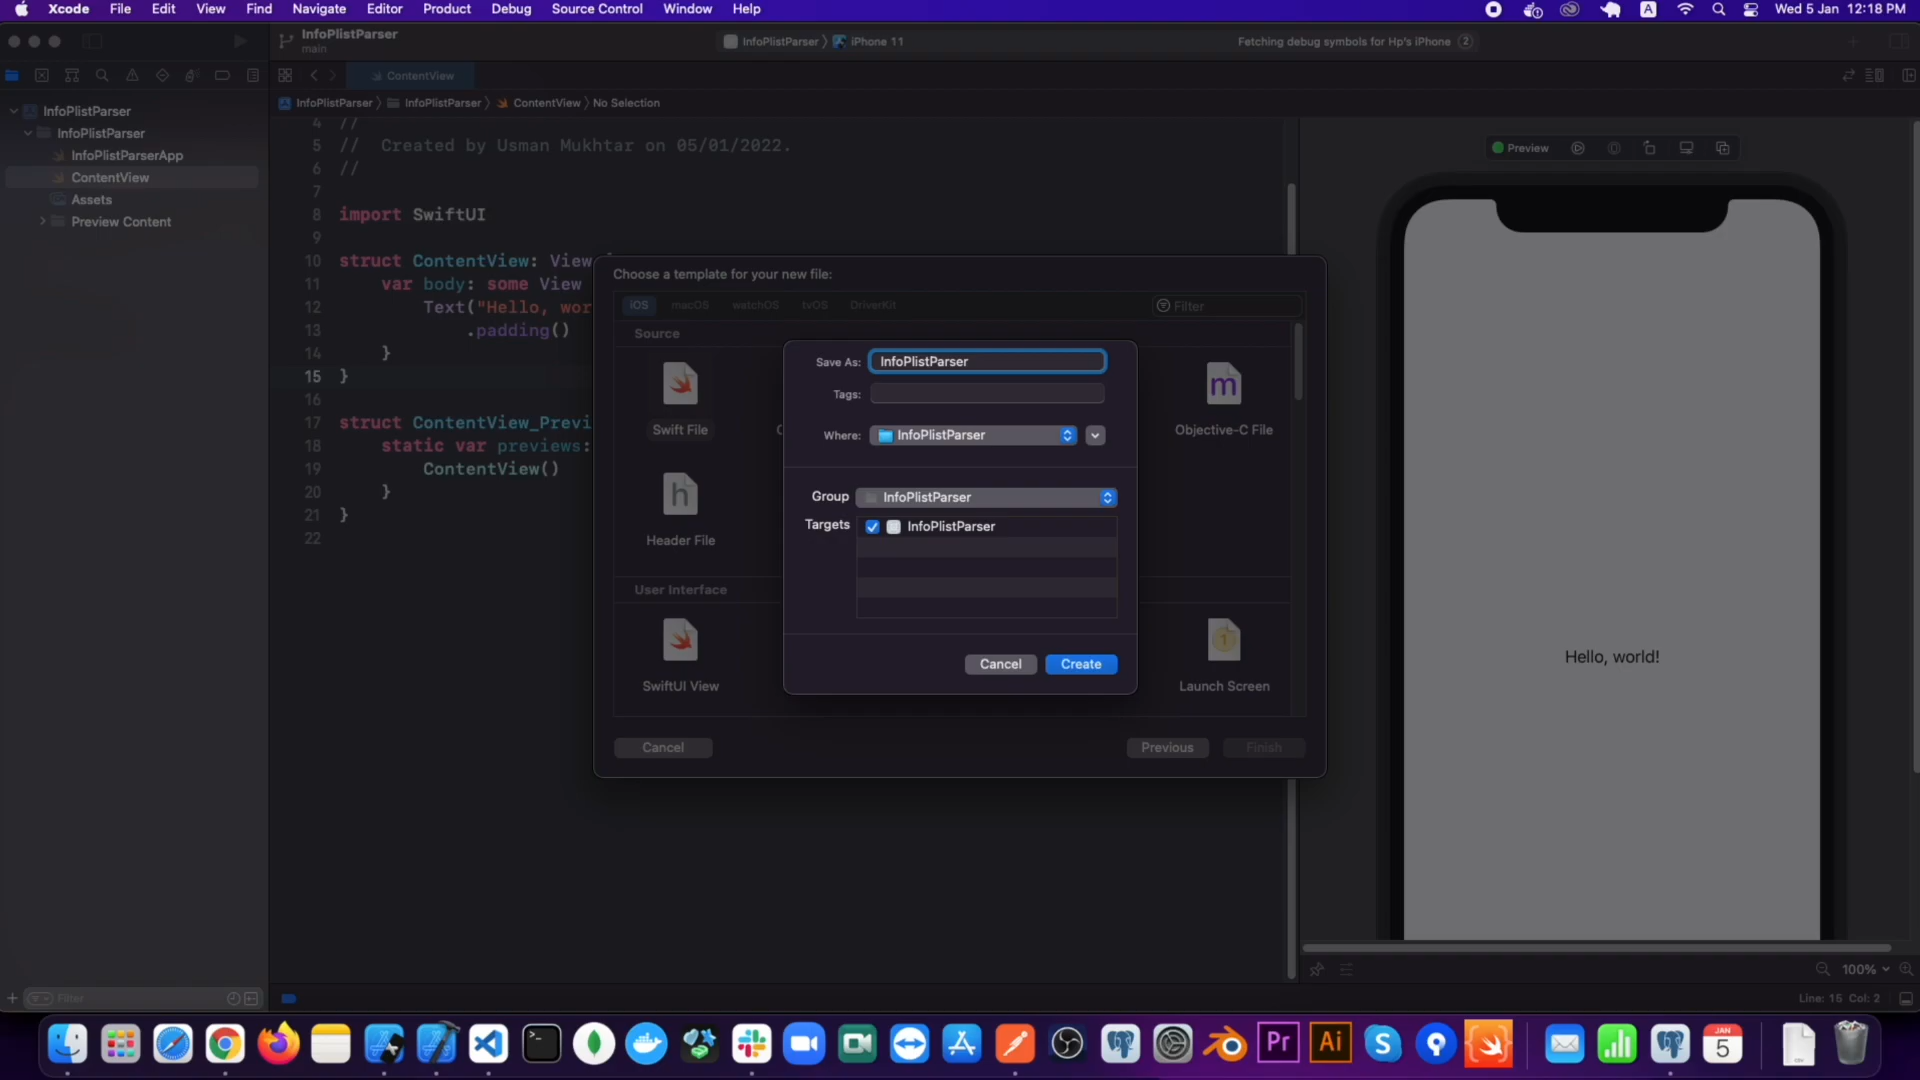 Xcode File Edit View Find Navigate Editor Product Debug Source Control Window Help
A
Wed 5 Jan 12:18 PM
InfoPlistParser
main
InfoPlistParser
iPhone 11
Fetching debug symbols for Hp's iPhone 2
ContentView
InfoPlistParser
InfoPlistParser
ContentView
No Selection
InfoPlistParser
InfoPlistParser
InfoPlistParserApp
ContentView
Assets
Preview Content
4 //
5 // Created by Usman Mukhtar on 05/01/2022.
6 //
7
8 import SwiftUI
9
10 struct ContentView: View
11 var body: some View
12 Text("Hello, wor
13 .padding()
14 }
15 }
16
17 struct ContentView_Previ
18 static var previews:
19 ContentView()
20 }
21 }
22
Preview
Choose a template for your new file:
iOS macOS watchOS tvOS DriverKit
Filter
Source
Swift File
m
Objective-C File
h
Header File
User Interface
SwiftUI View
1
Launch Screen
Cancel
Previous
Finish
Save As: InfoPlistParser
Tags:
Where: InfoPlistParser
Group InfoPlistParser
Targets InfoPlistParser
Cancel
Create
Hello, world!
100%
Filter
Line: 15 Col: 2
Pr
Ai
S
JAN
5